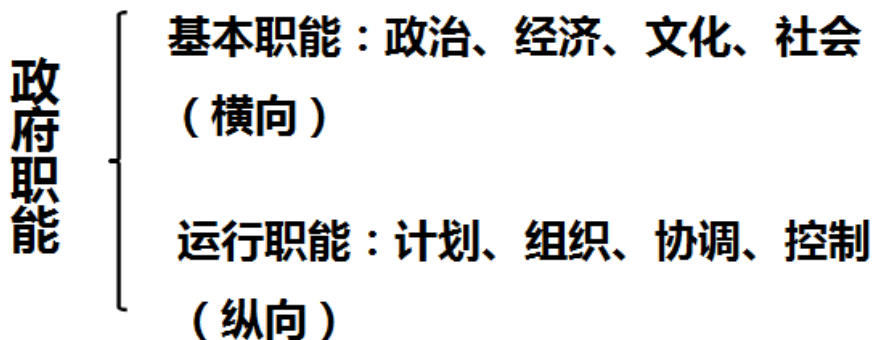 政府职能
基本职能：政治、经济、文化、社会
（横向）
运行职能：计划、组织、协调、控制
（纵向）